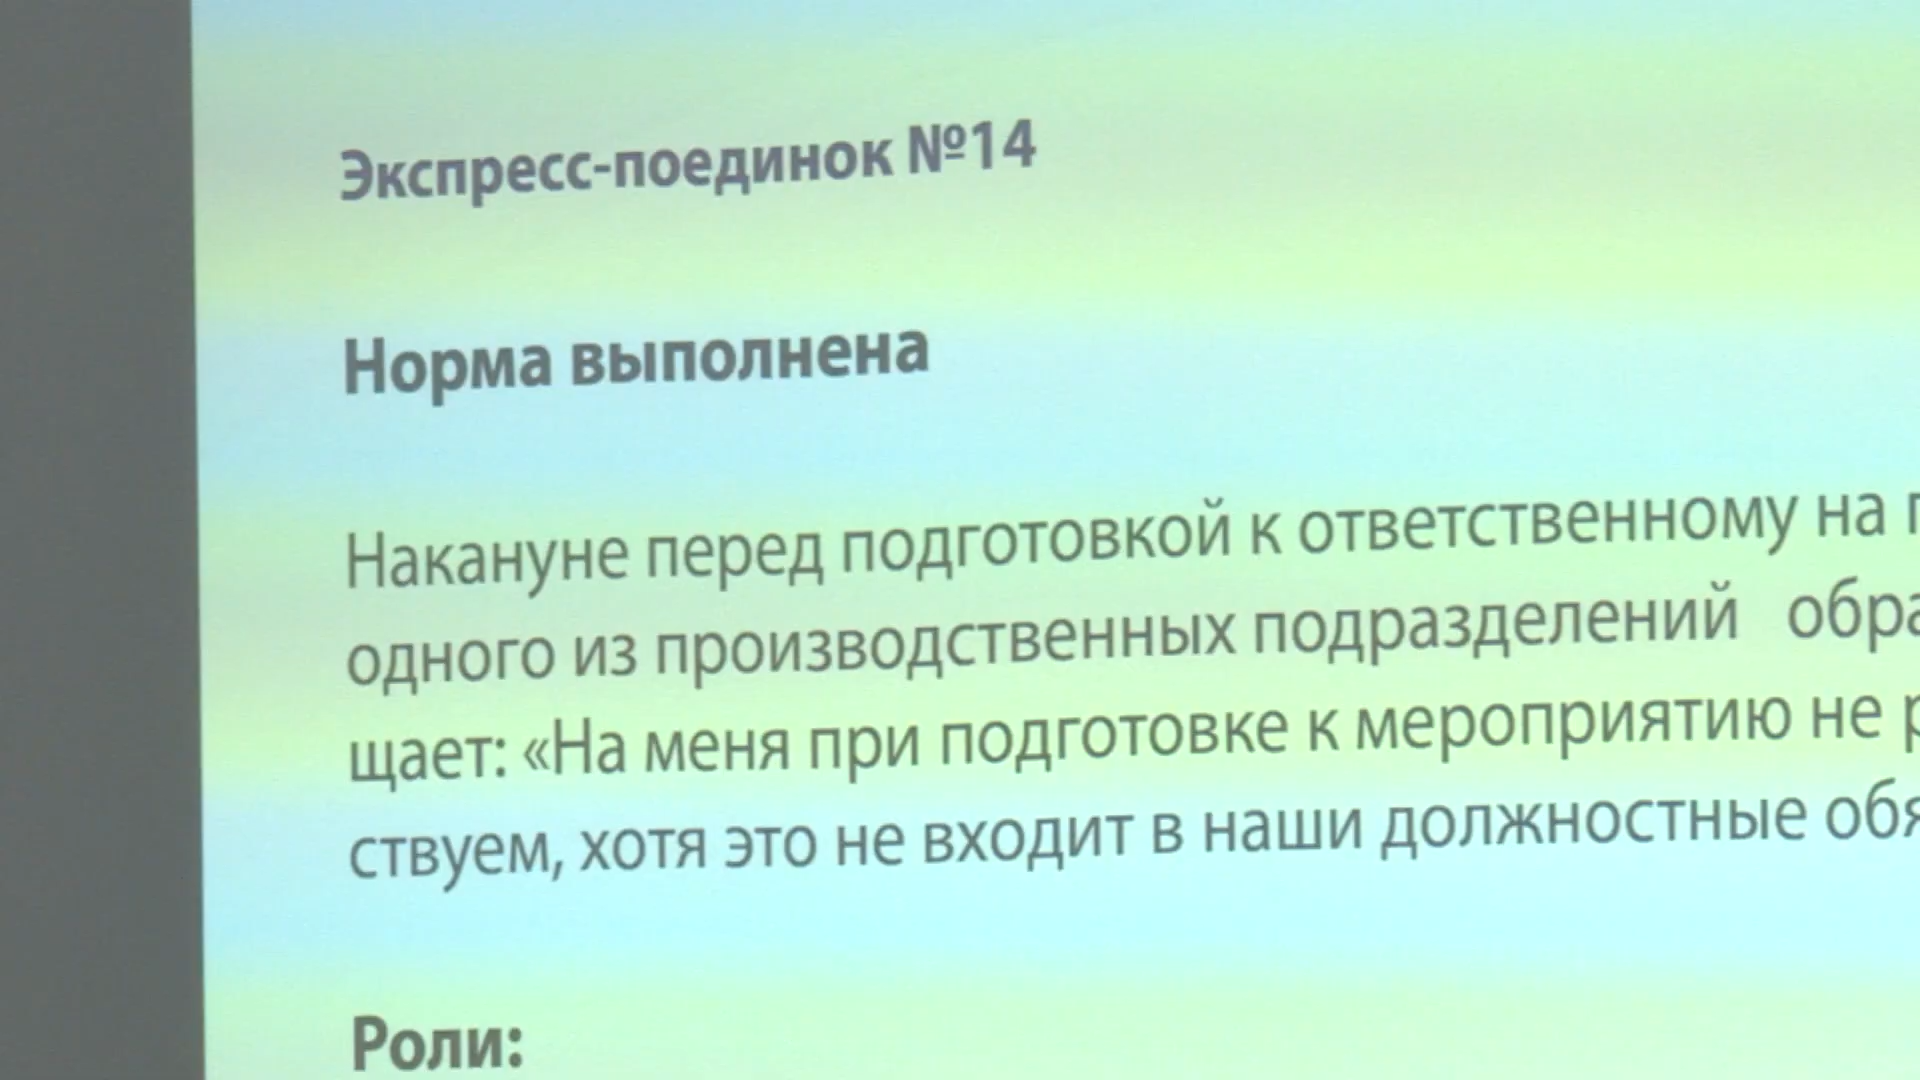 Экспресс-поединок №14
Норма выполнена
Накануне перед подготовкой к ответственному на
одного из производственных подразделений
щает: «На меня при подготовке к мероприятию не
ствуем, хотя это не входит в наши должностные
Роли: